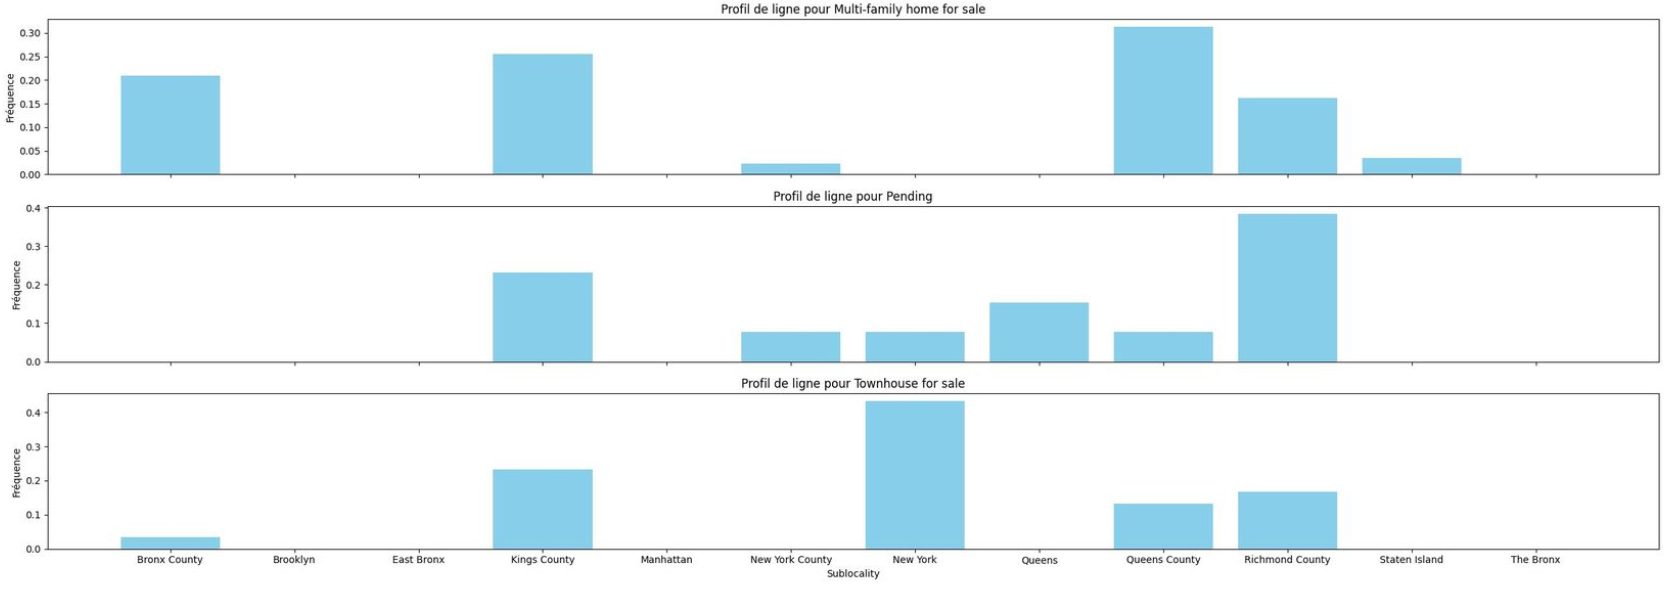 Profil de ligne pour Multi-family home for sale
0.30
0.25
0.20
0.15
0.10
0.05
0.00
Fréquence
Profil de ligne pour Pending
0.4
0.3
0.2
0.1
0.0
Fréquence
Profil de ligne pour Townhouse for sale
0.4
0.3
0.2
0.1
0.0
Fréquence
Bronx County Brooklyn East Bronx Kings County Manhattan New York County New York Queens Queens County Richmond County Staten Island The Bronx
Sublocality